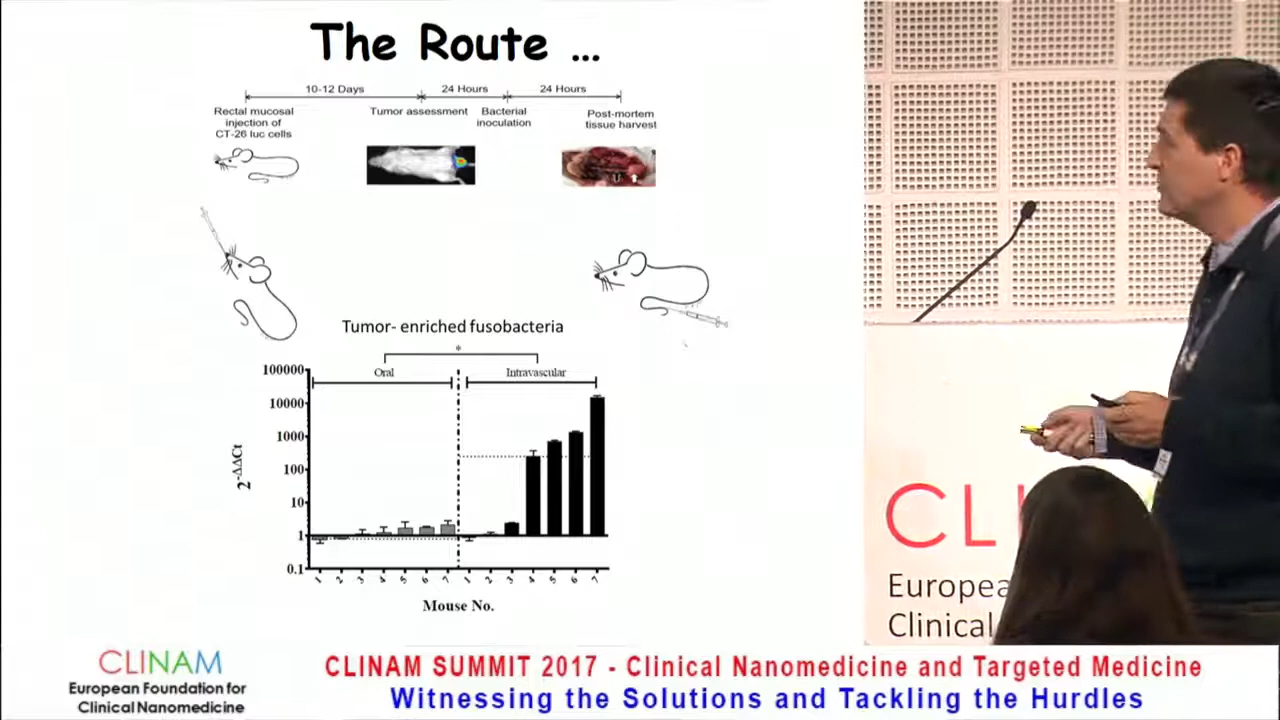 The Route ...
10-12 Days
24 Hours
24 Hours
Rectal mucosal
injection of
CT-26 luc cells
Tumor assessment
Bacterial
inoculation
Post-mortem
tissue harvest
Tumor- enriched fusobacteria
*
Oral
Intravascular
100000
10000
1000
100
10
1
0.1
2-ΔΔCt
1 2 3 4 5 6 7 1 2 3 4 5 6 7
Mouse No.
CLI
Europea
Clinical
CLINAM
European Foundation for
Clinical Nanomedicine
CLINAM SUMMIT 2017 - Clinical Nanomedicine and Targeted Medicine
Witnessing the Solutions and Tackling the Hurdles